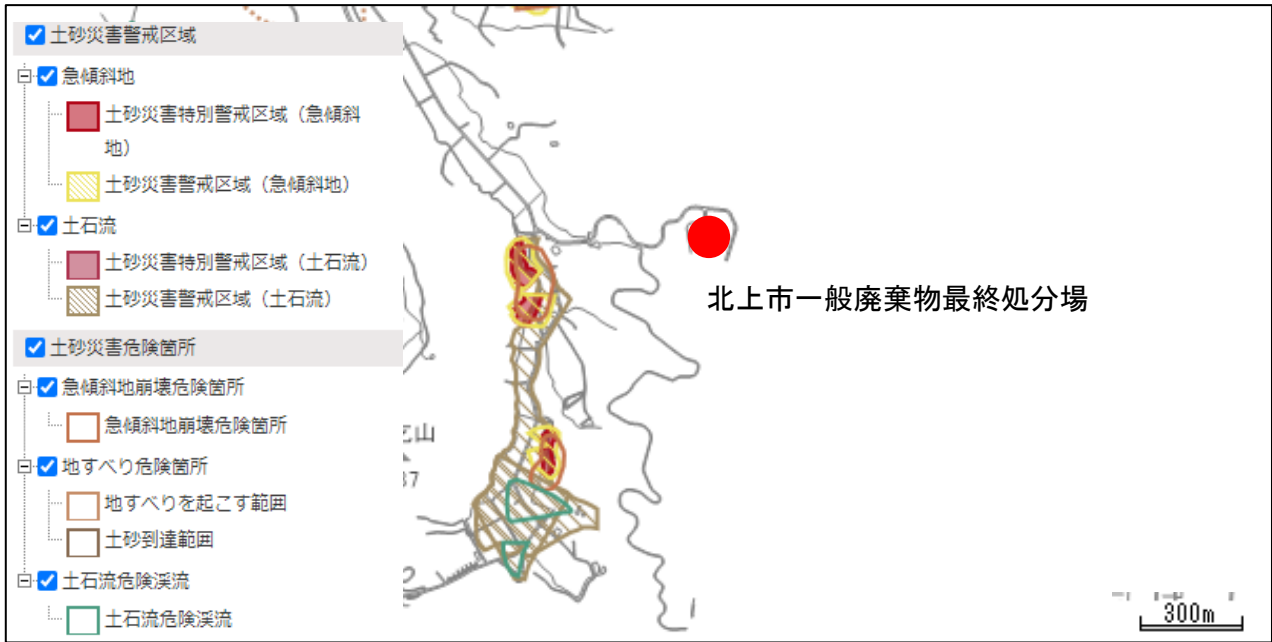 土砂災害警戒区域
急傾斜地
土砂災害特別警戒区域（急傾斜
地）
土砂災害警戒区域（急傾斜地）
土石流
土砂災害特別警戒区域（土石流）
土砂災害警戒区域（土石流）
土砂災害危険箇所
急傾斜地崩壊危険箇所
急傾斜地崩壊危険箇所
地すべり危険箇所
地すべりを起こす範囲
土砂到達範囲
土石流危険渓流
土石流危険渓流
北上市一般廃棄物最終処分場
山
37
300m